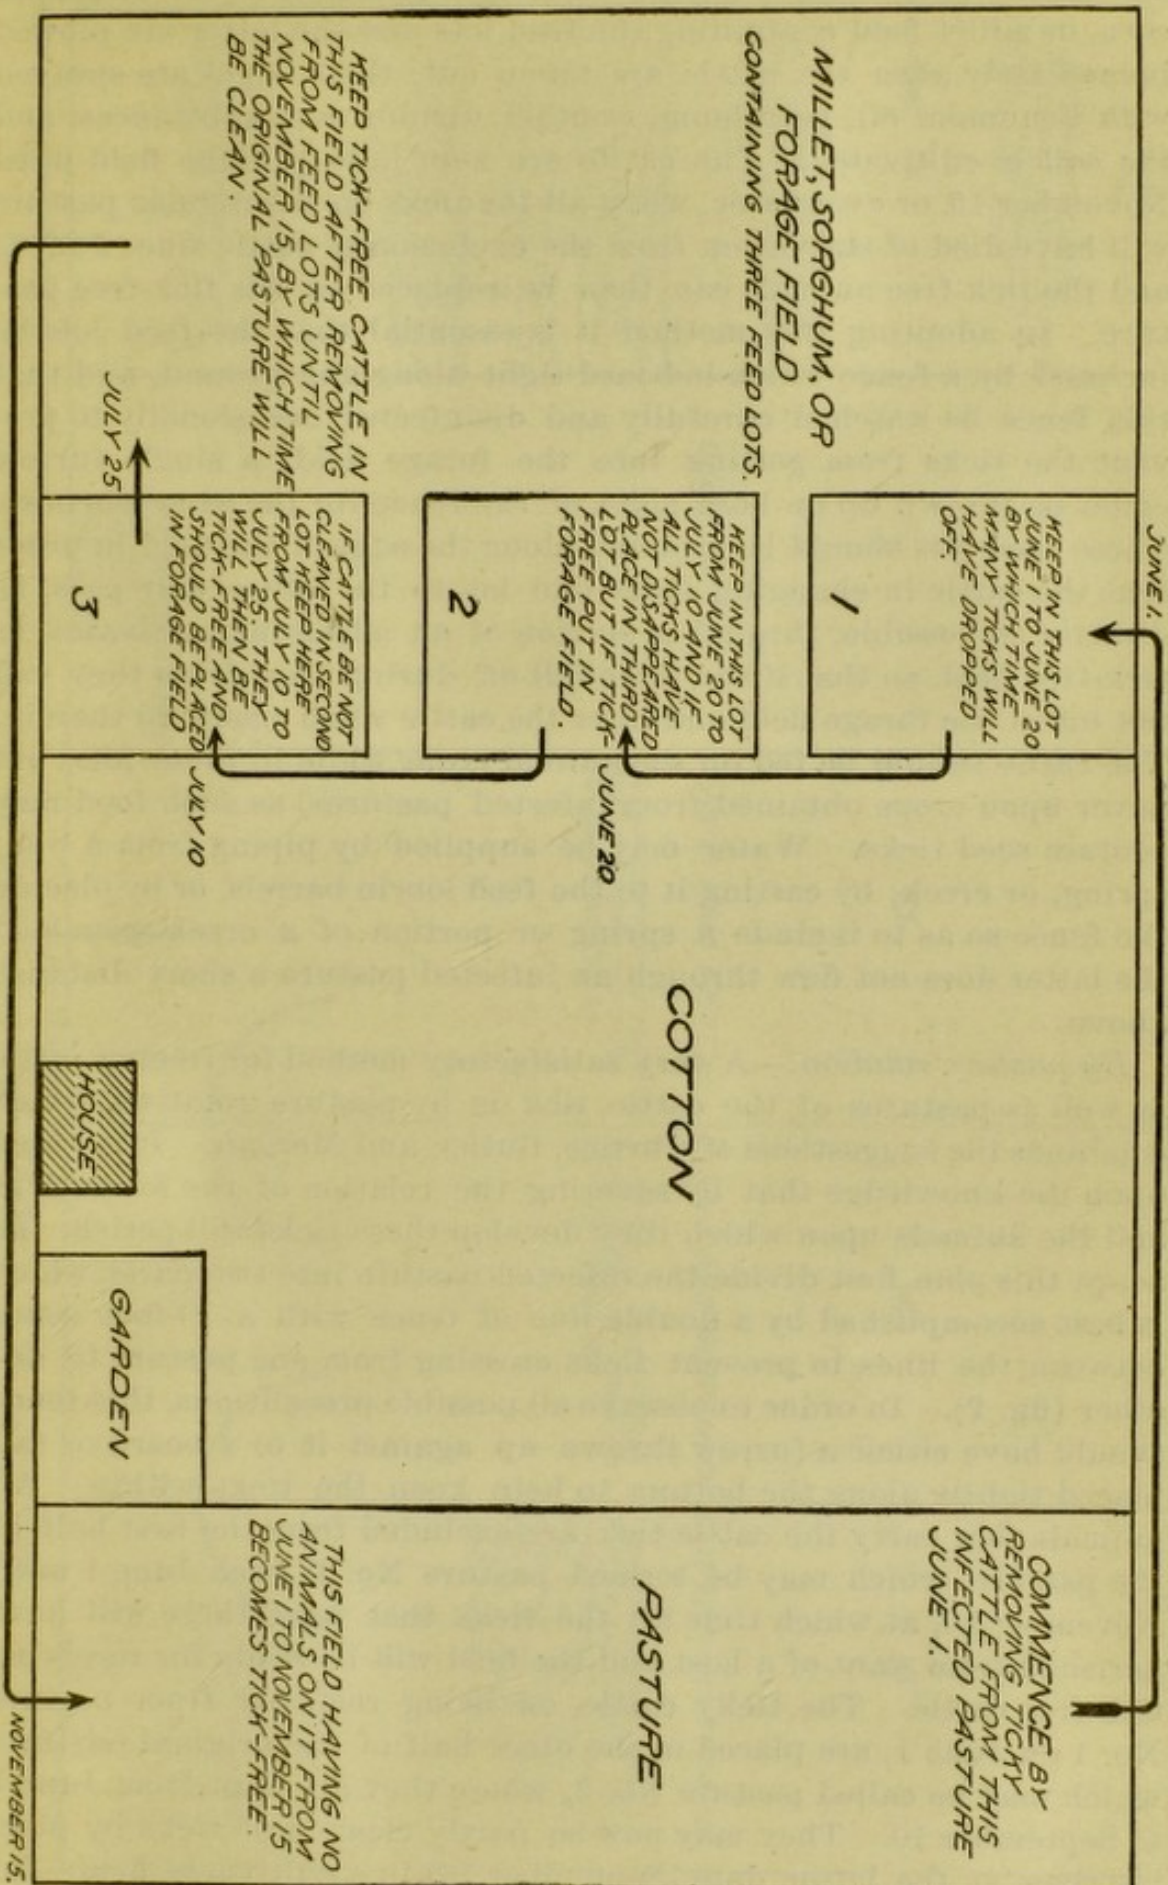 JUNE 1.
KEEP IN THIS LOT
JUNE 1 TO JUNE 20
BY WHICH TIME
MANY TICKS WILL
HAVE DROPPED
OFF.
1
COMMENCE BY
REMOVING TICKY
CATTLE FROM THIS
INFECTED PASTURE
JUNE 1.
MILLET, SORGHUM, OR
FORAGE FIELD
CONTAINING THREE FEED LOTS.
KEEP IN THIS LOT
FROM JUNE 20 TO
JULY 10 AND IF
ALL TICKS HAVE
NOT DISAPPEARED
PLACE IN THIRD
LOT BUT IF TICK-
FREE PUT IN
FORAGE FIELD.
2
JUNE 20
COTTON
PASTURE
KEEP TICK-FREE CATTLE IN
THIS FIELD AFTER REMOVING
FROM FEED LOTS UNTIL
NOVEMBER 15, BY WHICH TIME
THE ORIGINAL PASTURE WILL
BE CLEAN.
IF CATTLE BE NOT
CLEANED IN SECOND
LOT KEEP HERE
FROM JULY 10 TO
JULY 25. THEY
WILL THEN BE
TICK-FREE AND
SHOULD BE PLACED
IN FORAGE FIELD
3
JULY 25
JULY 10
HOUSE
GARDEN
THIS FIELD HAVING NO
ANIMALS ON IT FROM
JUNE 1 TO NOVEMBER 15
BECOMES TICK-FREE.
NOVEMBER 15.